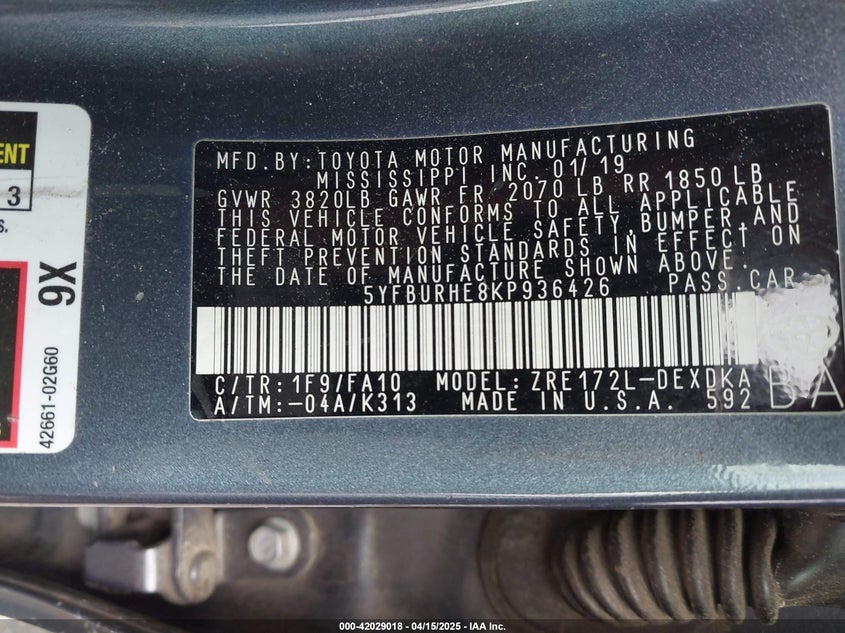 ENT
3
S.
9X
42661-02G60
MFD.BY:TOYOTA MOTOR MANUFACTURING
MISSISSIPPI INC. 01/19
GVWR 3820LB GAWR FR 2070 LB RR 1850LB
THIS VEHICLE CONFORMS TO ALL APPLICABLE
FEDERAL MOTOR VEHICLE SAFETY,BUMPER,AND
THEFT PREVENTION STANDARDS IN EFFECT ON
THE DATE OF MANUFACTURE SHOWN ABOVE.
5YFBURHE8KP936426 PASS.CAR
C/TR:1F9/FA10 MODEL: ZRE172L-DEXDKA
A/TM:-04A/K313 MADE IN U.S.A. 592 BA
000-42029018 - 04/15/2025 - IAA Inc.